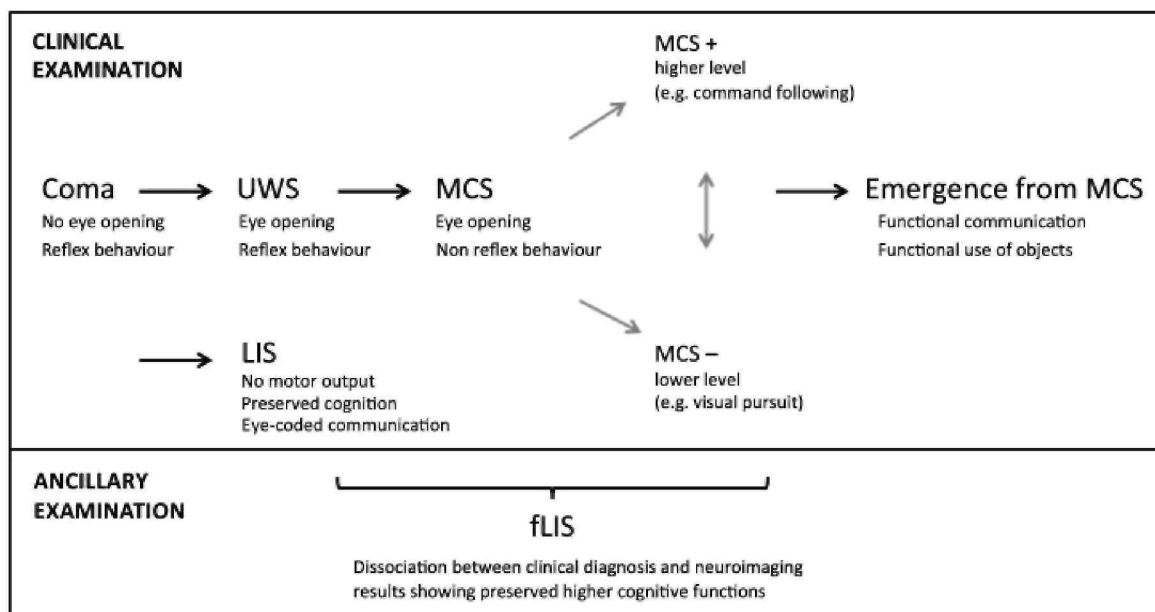 CLINICAL
EXAMINATION
MCS +
higher level
(e.g. command following)
Coma
No eye opening
Reflex behaviour
UWS
Eye opening
Reflex behaviour
MCS
Eye opening
Non reflex behaviour
Emergence from MCS
Functional communication
Functional use of objects
LIS
No motor output
Preserved cognition
Eye-coded communication
MCS –
lower level
(e.g. visual pursuit)
ANCILLARY
EXAMINATION
fLIS
Dissociation between clinical diagnosis and neuroimaging
results showing preserved higher cognitive functions